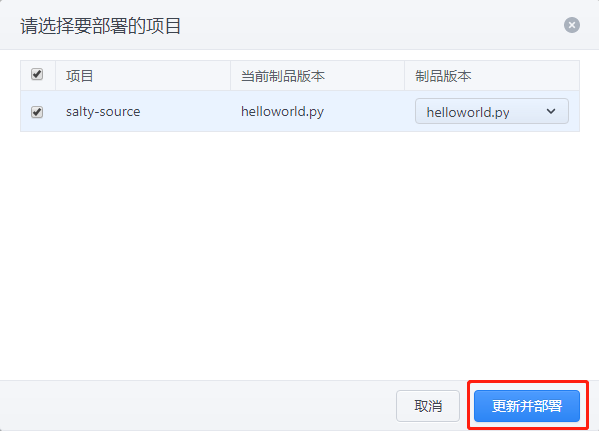 请选择要部署的项目
项目 当前制品版本 制品版本
salty-source helloworld.py helloworld.py
取消 更新并部署